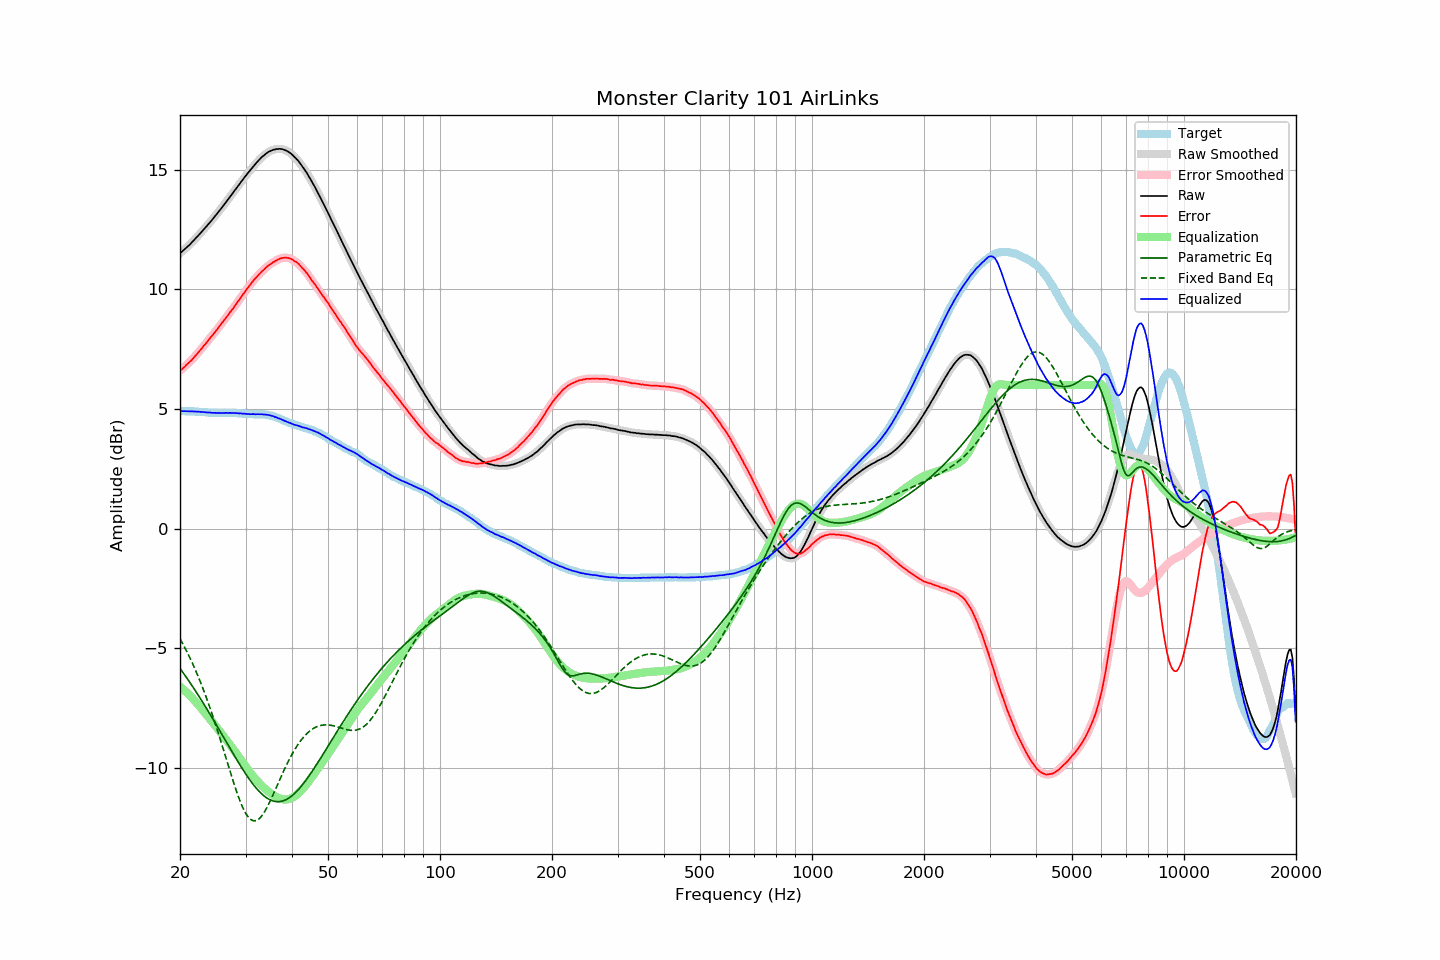 Monster Clarity 101 AirLinks
Target
Raw Smoothed
Error Smoothed
Raw
Error
Equalization
Parametric Eq
Fixed Band Eq
Equalized
Amplitude (dBr)
15
10
5
0
−5
−10
20
50
100
200
500
1000
2000
5000
10000
20000
Frequency (Hz)